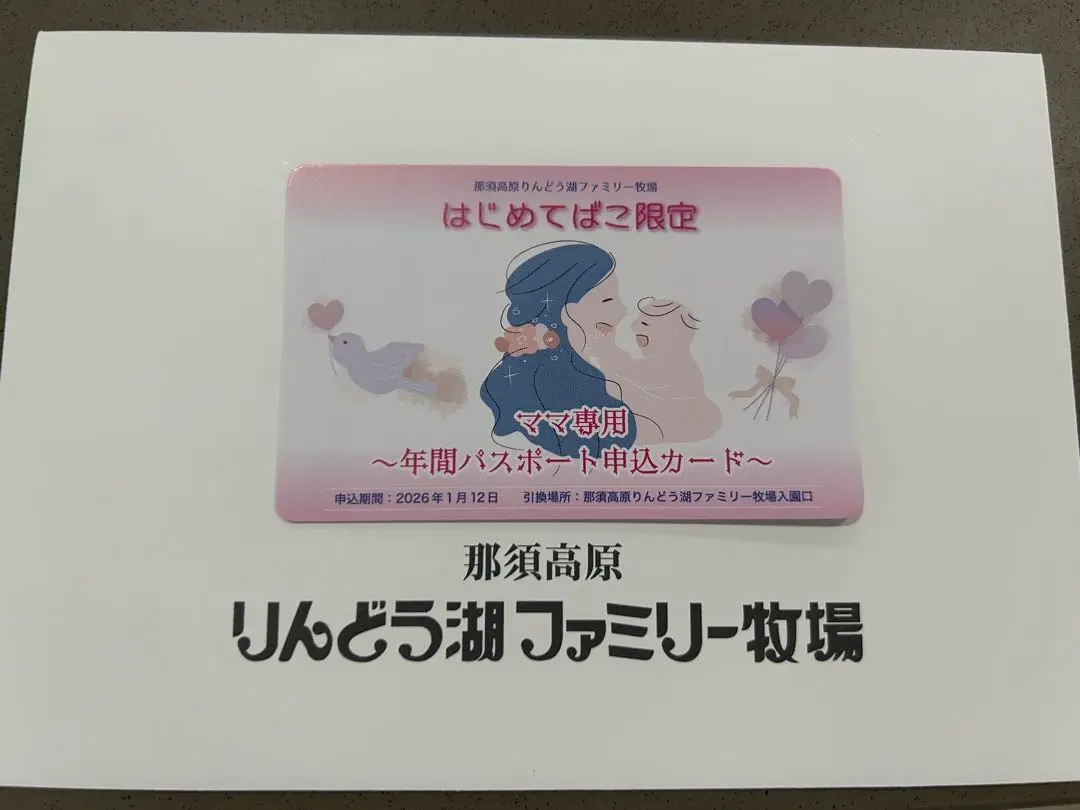 那須高原りんどう湖ファミリー牧場
はじめてばこ限定
ママ専用
～年間パスポート申込カード～
申込期間：2026年1月12日　引換場所：那須高原りんどう湖ファミリー牧場入園口
那須高原
りんどう湖ファミリー牧場